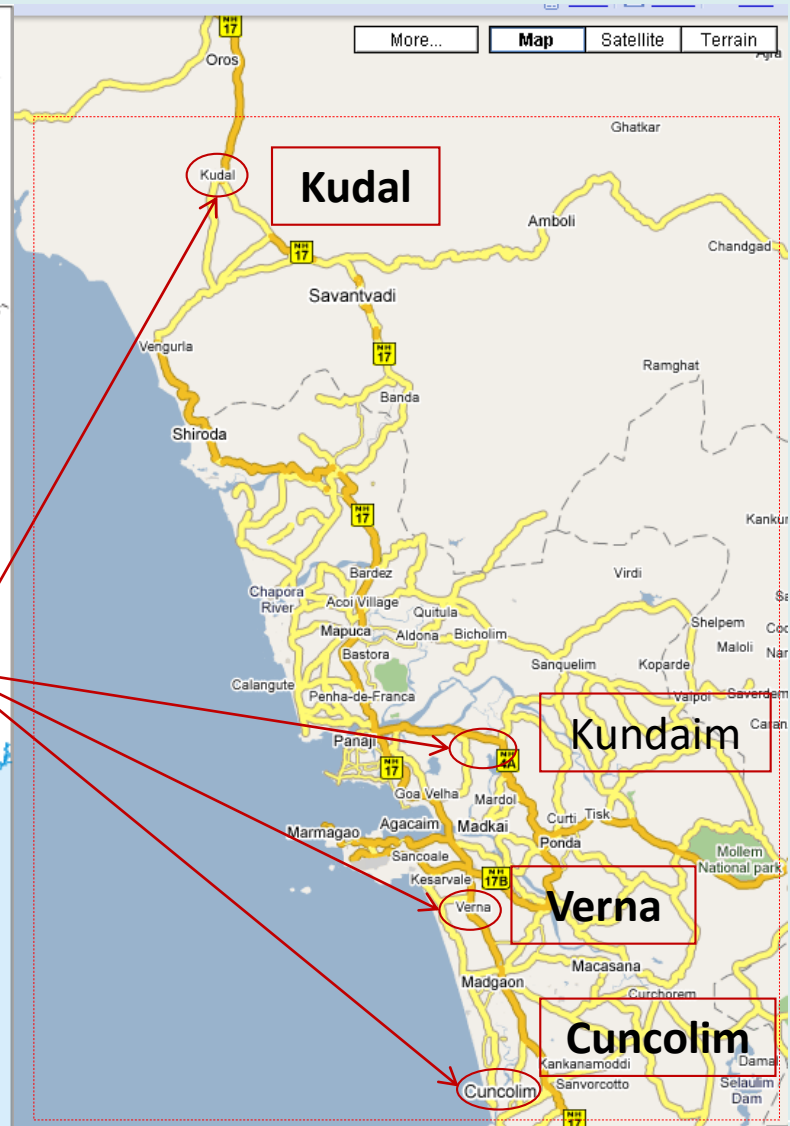 More...
Map
Satellite
Terrain
NH
17
Oros
Ajra
Ghatkar
Kudal
Kudal
Amboli
Chandgad
NH
17
Savantvadi
Vengurla
NH
17
Ramghat
Banda
Shiroda
NH
17
Bardez
Virdi
Chapora
River
Acoi Village
Quitula
Shelpem
Mapuca
Aldona
Bicholim
Maloli
Bastora
Sanquelim
Koparde
Calangute
Penha-de-Franca
Valpoi
Kundaim
Panaji
NH
17
NH
4A
Goa Velha
Mardol
Marmagao
Agacaim
Madkai
Curti
Tisk
Ponda
Sancoale
Mollem
National park
Kesarvale
NH
17B
Verna
Verna
Macasana
Madgaon
Curchorem
Cuncolim
Kankanamoddi
Cuncolim
Sanvorcotto
Selaulim
Dam
NH
17